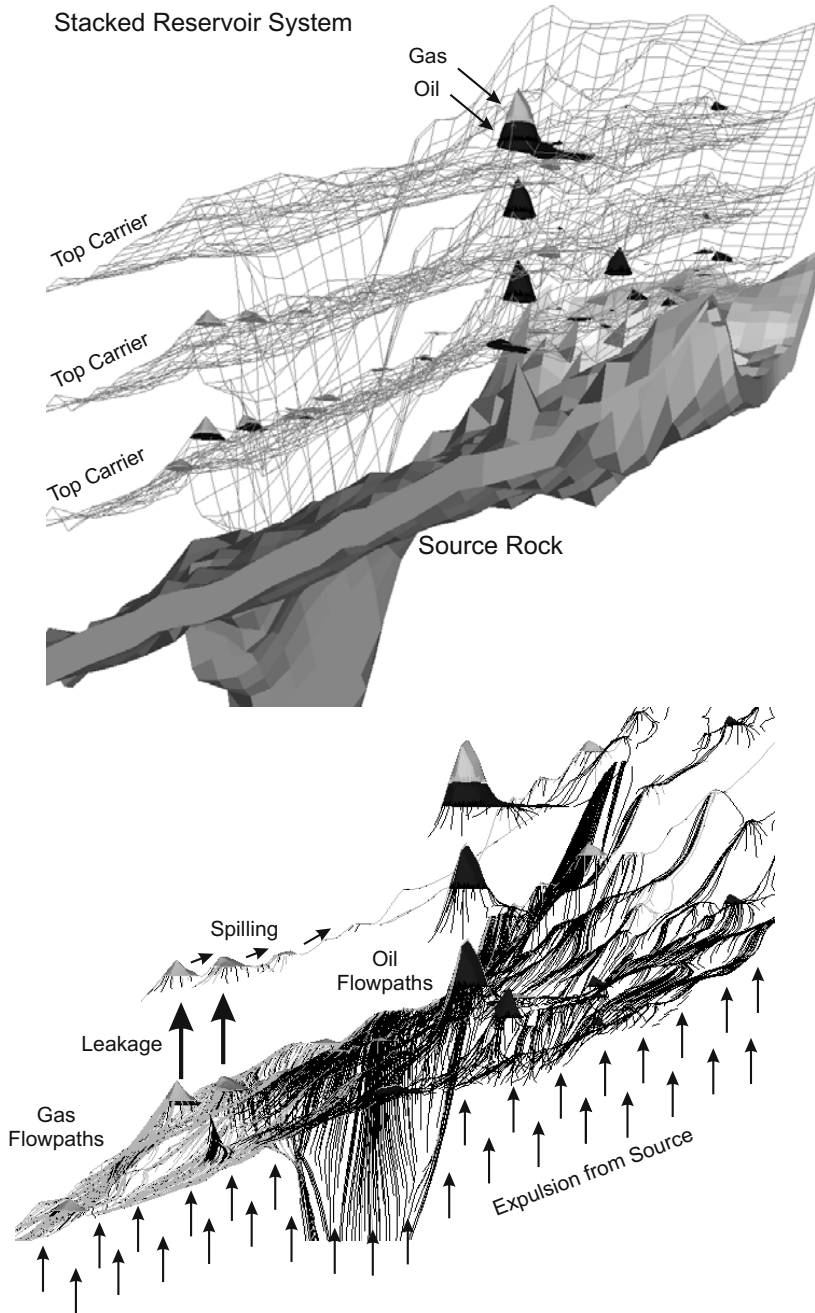 Stacked Reservoir System
Gas
Oil
Top Carrier
Top Carrier
Top Carrier
Source Rock
Spilling
Oil
Flowpaths
Leakage
Gas
Flowpaths
Expulsion from Source